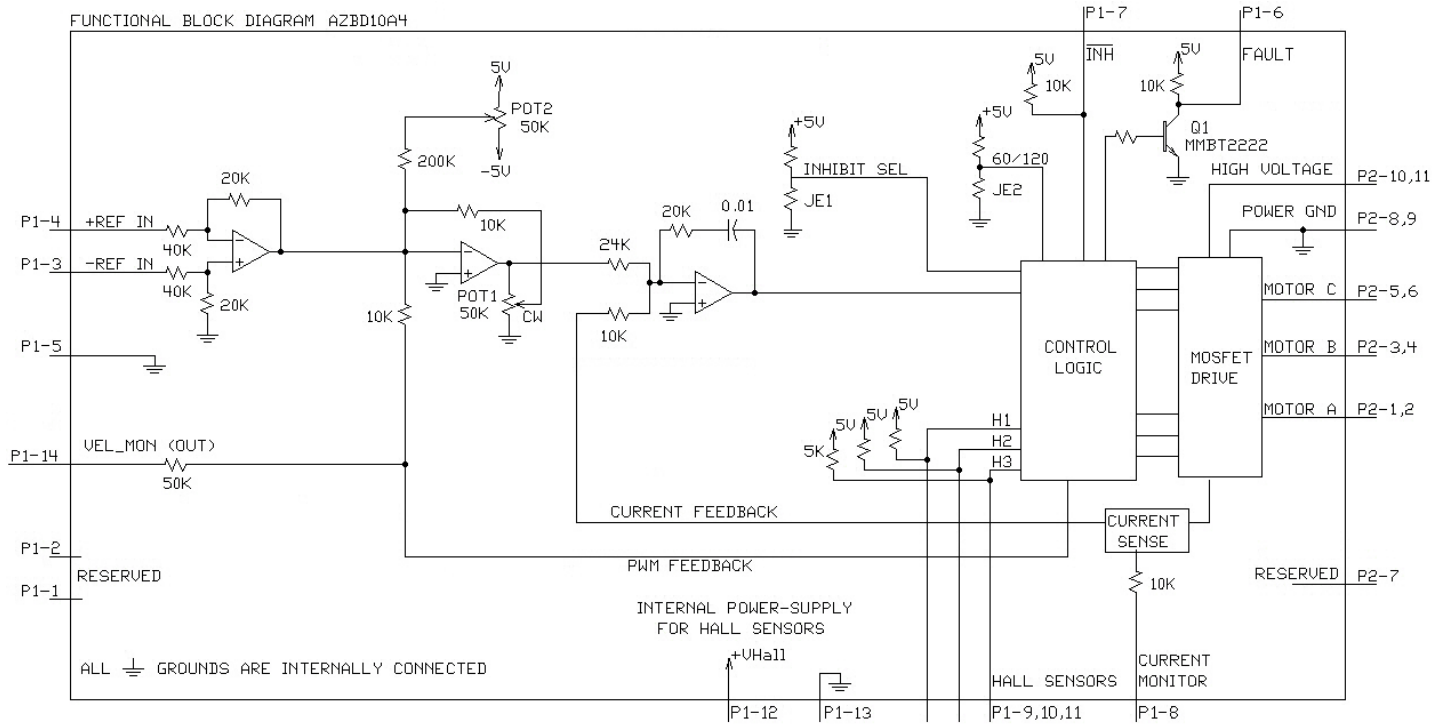 FUNCTIONAL BLOCK DIAGRAM AZBD10A4
P1-7
P1-6
INH
FAULT
5V
10K
5V
10K
Q1
MMBT2222
5V
POT2
50K
-5V
200K
+5V
INHIBIT SEL
JE1
+5V
60/120
JE2
HIGH VOLTAGE
P2-10,11
POWER GND
P2-8,9
MOTOR C
P2-5,6
MOTOR B
P2-3,4
MOTOR A
P2-1,2
20K
P1-4
+REF IN
40K
P1-3
-REF IN
40K
20K
10K
POT1
50K
CW
10K
24K
10K
20K
0.01
CONTROL
LOGIC
MOSFET
DRIVE
P1-5
P1-14
VEL_MON (OUT)
50K
5V
5V
5V
5K
H1
H2
H3
CURRENT FEEDBACK
CURRENT
SENSE
P1-2
RESERVED
P1-1
PWM FEEDBACK
10K
RESERVED
P2-7
INTERNAL POWER-SUPPLY
FOR HALL SENSORS
+VHall
ALL GROUNDS ARE INTERNALLY CONNECTED
HALL SENSORS
CURRENT
MONITOR
P1-12
P1-13
P1-9,10,11
P1-8